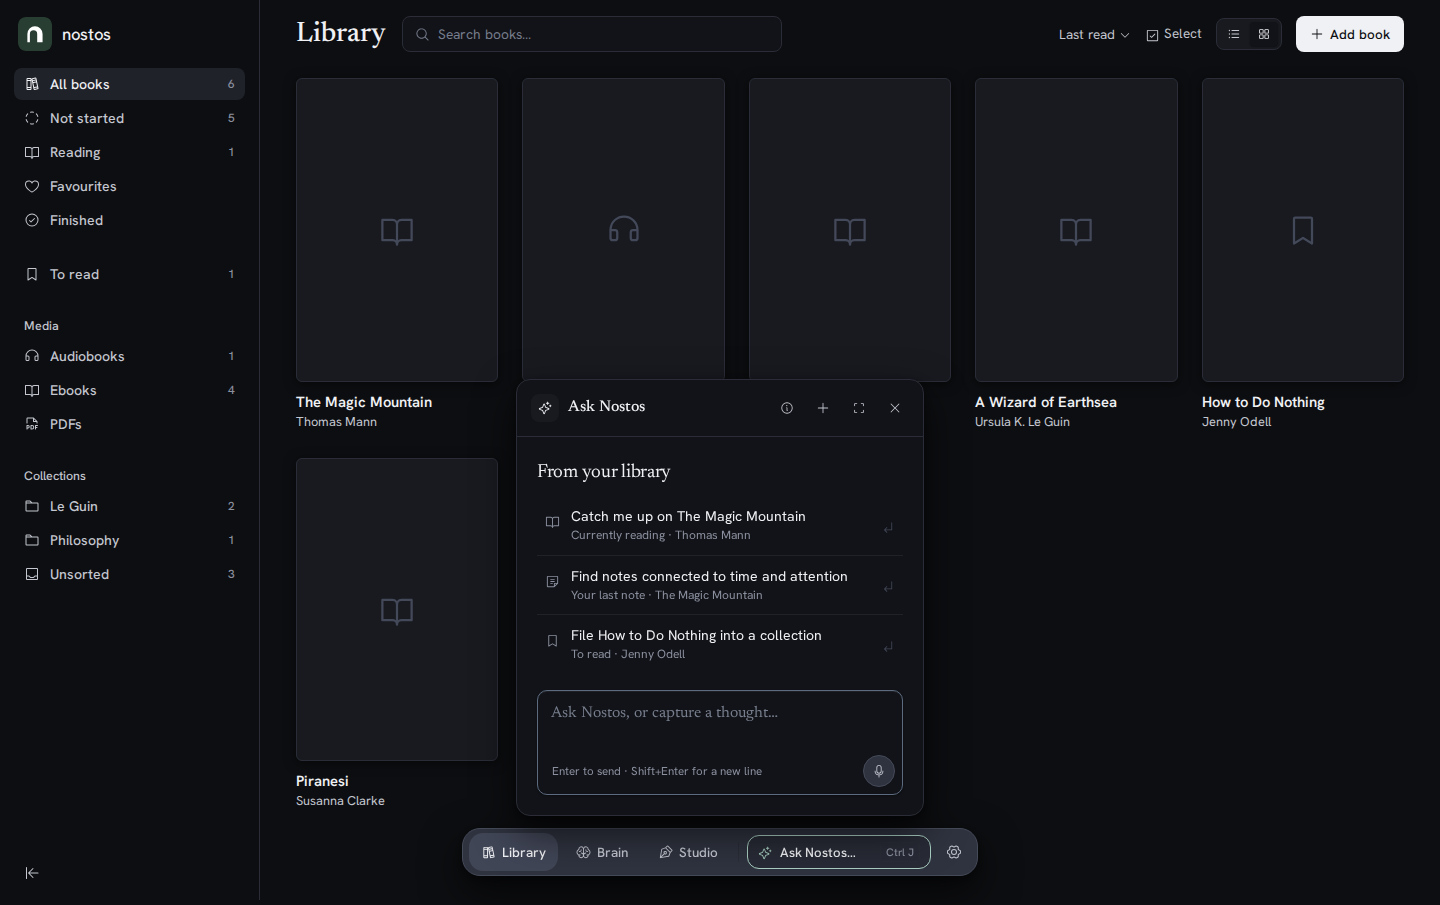 nostos
All books 6
Not started 5
Reading 1
Favourites
Finished
To read 1
Media
Audiobooks 1
Ebooks 4
PDFs
Collections
Le Guin 2
Philosophy 1
Unsorted 3
Library
Search books...
Last read
Select
Add book
The Magic Mountain
Thomas Mann
A Wizard of Earthsea
Ursula K. Le Guin
How to Do Nothing
Jenny Odell
Piranesi
Susanna Clarke
Ask Nostos
From your library
Catch me up on The Magic Mountain
Currently reading · Thomas Mann
Find notes connected to time and attention
Your last note · The Magic Mountain
File How to Do Nothing into a collection
To read · Jenny Odell
Ask Nostos, or capture a thought...
Enter to send · Shift+Enter for a new line
Library
Brain
Studio
Ask Nostos...
Ctrl J